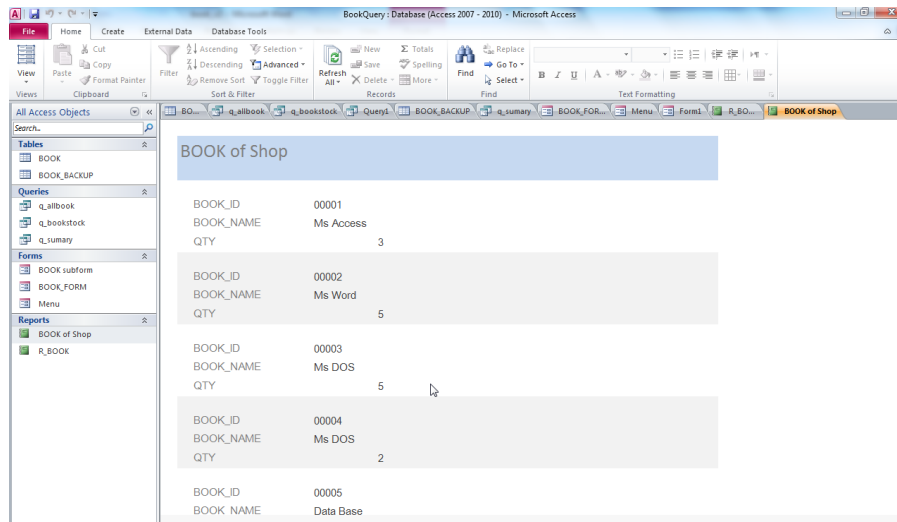 BookQuery : Database (Access 2007 - 2010) - Microsoft Access
File Home Create External Data Database Tools
View
Views
Paste
Cut
Copy
Format Painter
Clipboard
Filter
Ascending
Descending
Remove Sort
Selection
Advanced
Toggle Filter
Sort & Filter
Refresh All
New
Save
Delete
Totals
Spelling
More
Records
Find
Replace
Go To
Select
Find
B I U A
Text Formatting
All Access Objects
BO... q_allbook q_bookstock Query1 BOOK_BACKUP q_sumary BOOK_FOR... Menu Form1 R_BO... BOOK of Shop
Search..
Tables
BOOK
BOOK_BACKUP
Queries
q_allbook
q_bookstock
q_sumary
Forms
BOOK subform
BOOK_FORM
Menu
Reports
BOOK of Shop
R_BOOK
BOOK of Shop
BOOK_ID 00001
BOOK_NAME Ms Access
QTY 3
BOOK_ID 00002
BOOK_NAME Ms Word
QTY 5
BOOK_ID 00003
BOOK_NAME Ms DOS
QTY 5
BOOK_ID 00004
BOOK_NAME Ms DOS
QTY 2
BOOK_ID 00005
BOOK_NAME Data Base